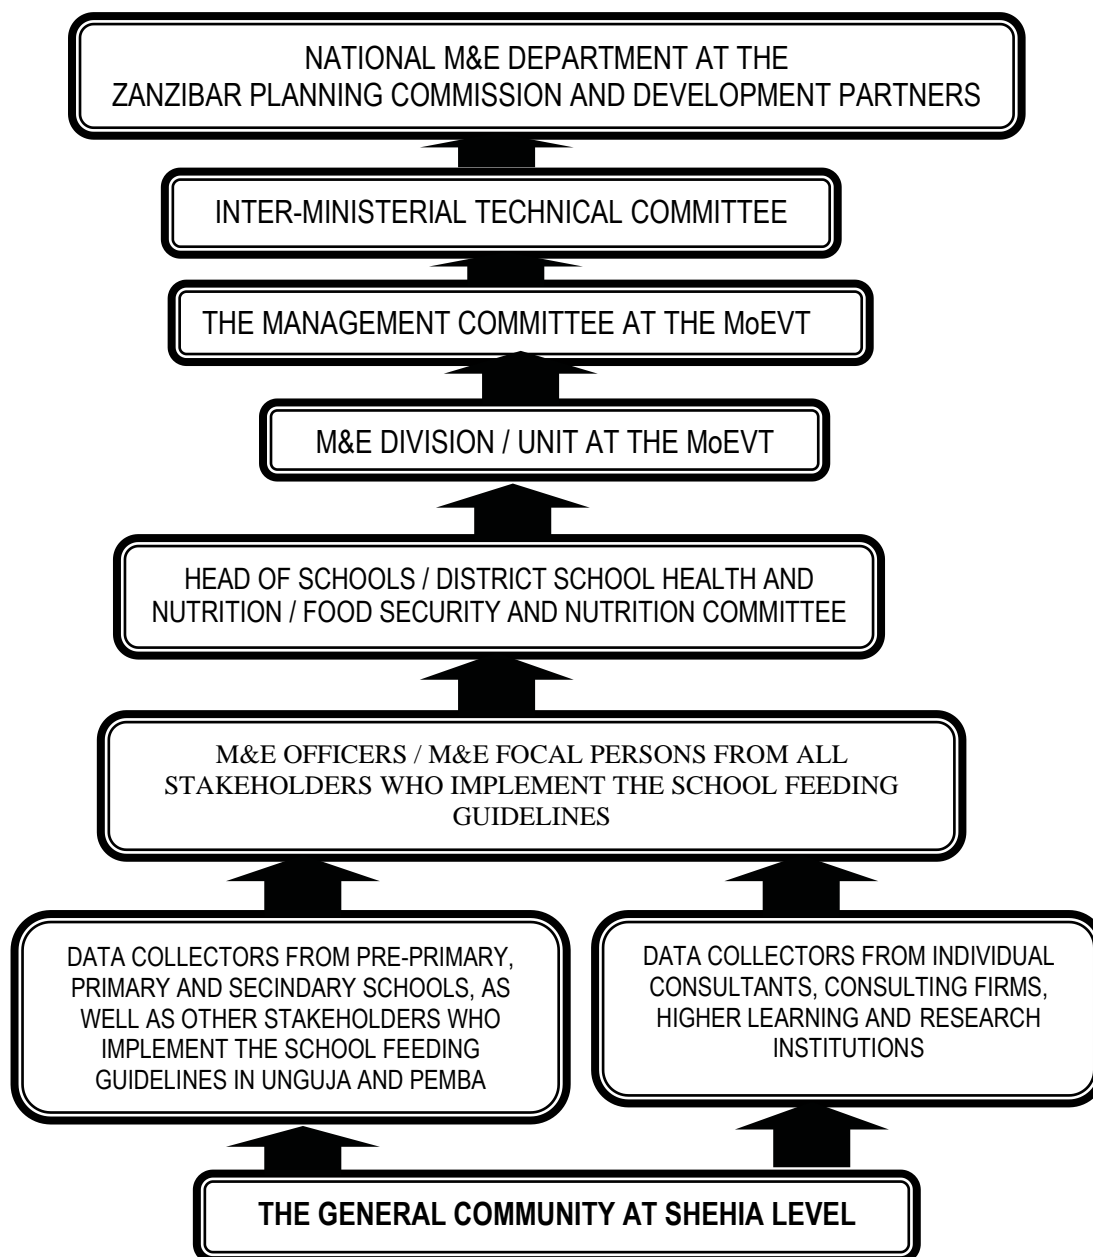 NATIONAL M&E DEPARTMENT AT THE
ZANZIBAR PLANNING COMMISSION AND DEVELOPMENT PARTNERS
INTER-MINISTERIAL TECHNICAL COMMITTEE
THE MANAGEMENT COMMITTEE AT THE MoEVT
M&E DIVISION / UNIT AT THE MoEVT
HEAD OF SCHOOLS / DISTRICT SCHOOL HEALTH AND
NUTRITION / FOOD SECURITY AND NUTRITION COMMITTEE
M&E OFFICERS / M&E FOCAL PERSONS FROM ALL
STAKEHOLDERS WHO IMPLEMENT THE SCHOOL FEEDING
GUIDELINES
DATA COLLECTORS FROM PRE-PRIMARY,
PRIMARY AND SECINDARY SCHOOLS, AS
WELL AS OTHER STAKEHOLDERS WHO
IMPLEMENT THE SCHOOL FEEDING
GUIDELINES IN UNGUJA AND PEMBA
DATA COLLECTORS FROM INDIVIDUAL
CONSULTANTS, CONSULTING FIRMS,
HIGHER LEARNING AND RESEARCH
INSTITUTIONS
THE GENERAL COMMUNITY AT SHEHIA LEVEL